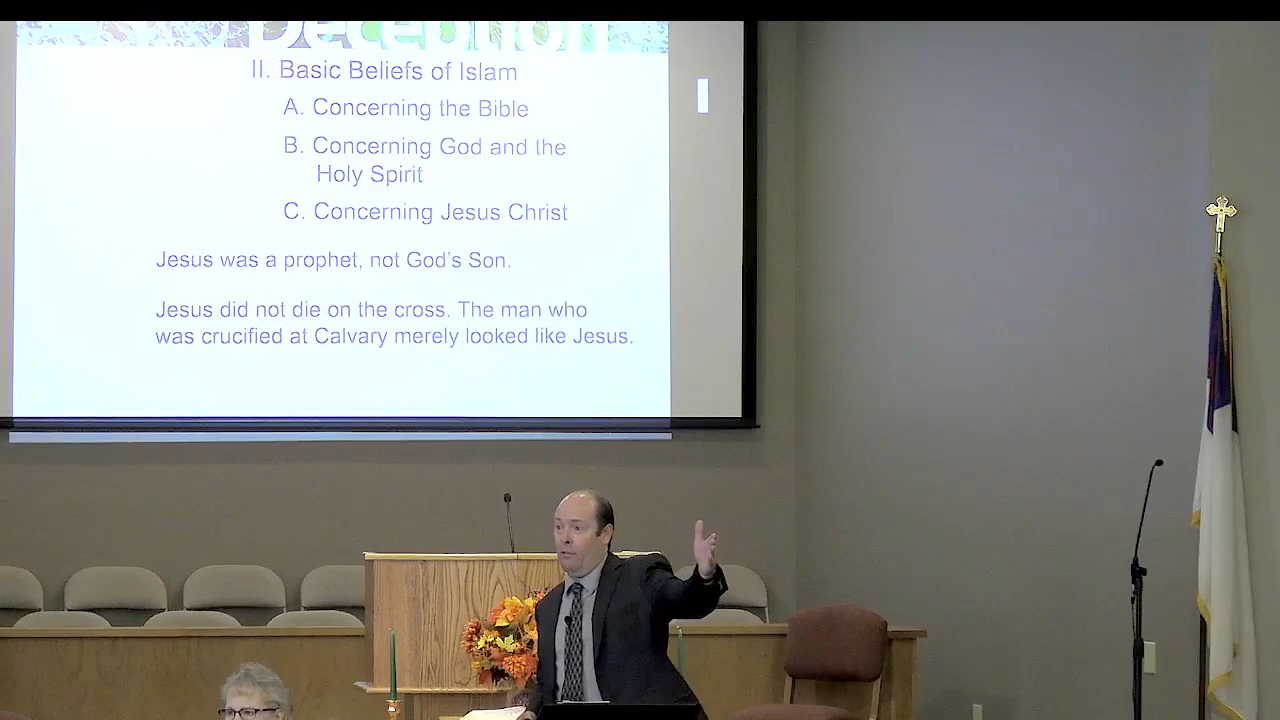 Deception
II. Basic Beliefs of Islam
A. Concerning the Bible
B. Concerning God and the
Holy Spirit
C. Concerning Jesus Christ
Jesus was a prophet, not God's Son.
Jesus did not die on the cross. The man who
was crucified at Calvary merely looked like Jesus.